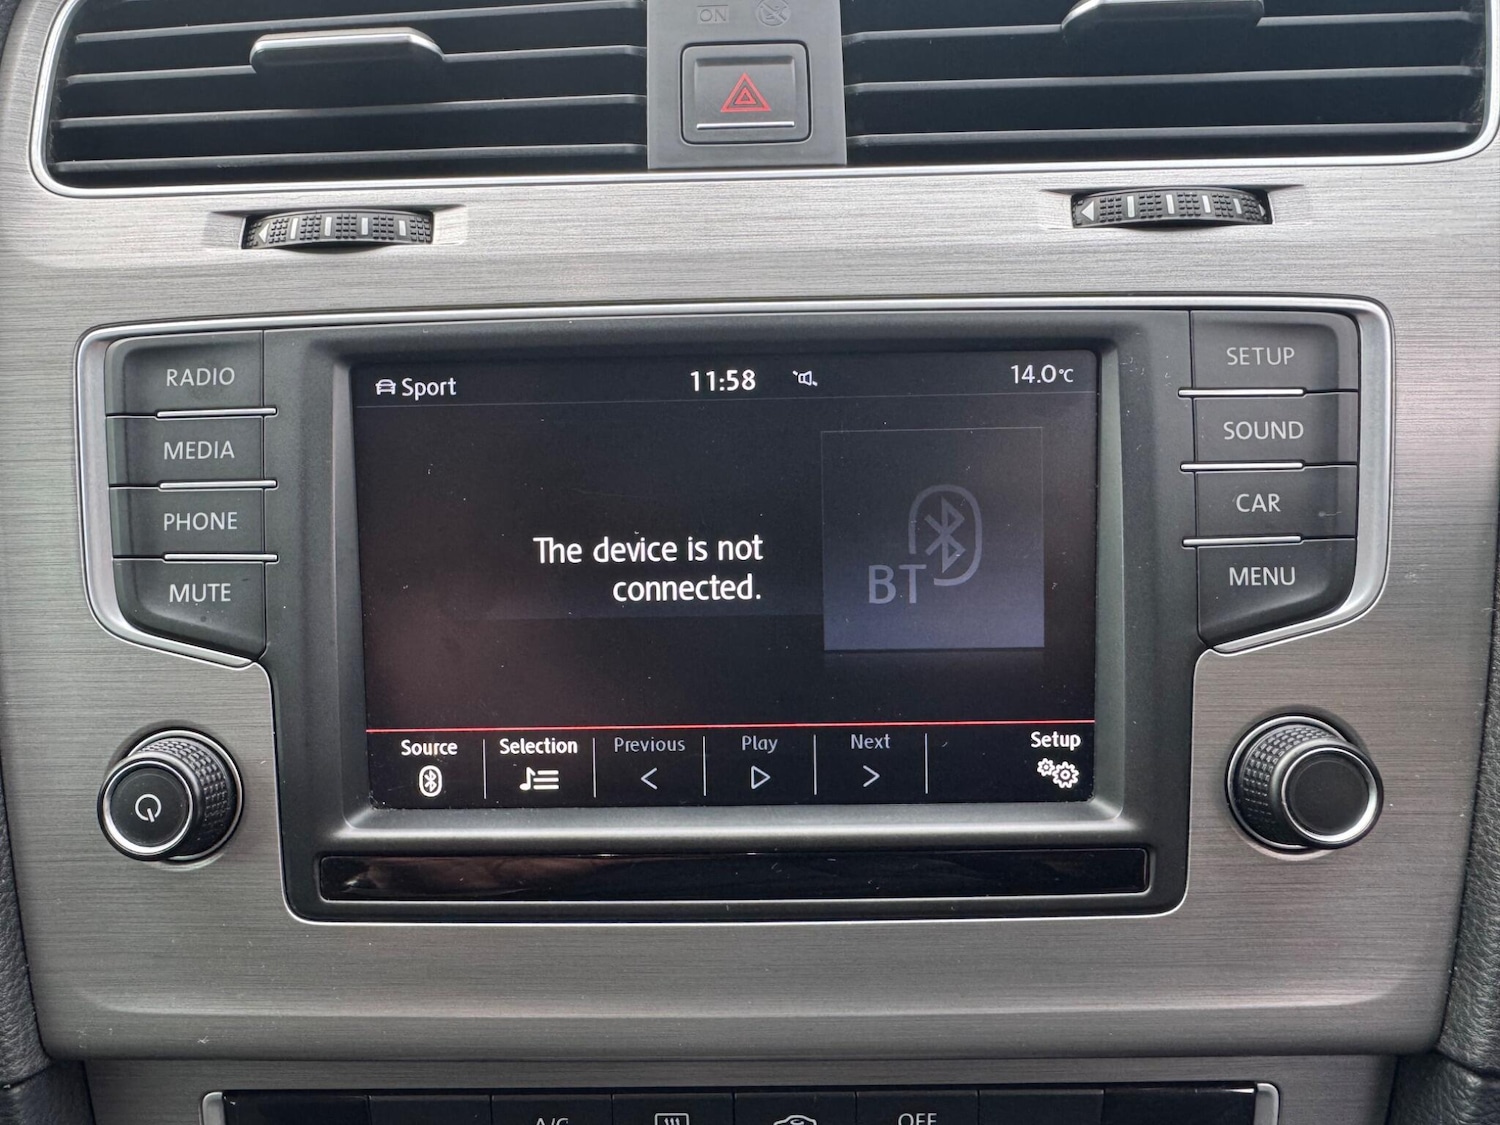 ON
RADIO
MEDIA
PHONE
MUTE
Sport
11:58
14.0°C
The device is not
connected.
BT
Source
Selection
Previous
Play
Next
Setup
SETUP
SOUND
CAR
MENU
A/C
OFF